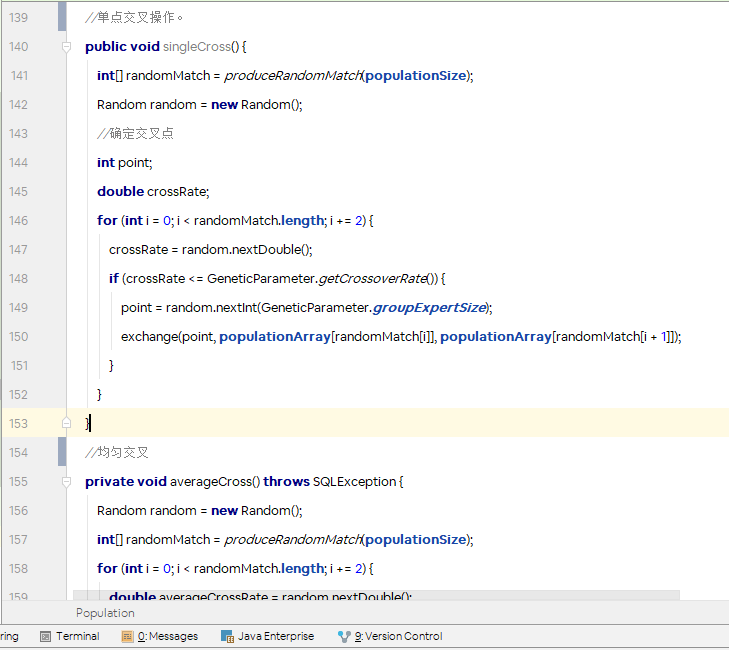 139 //单点交叉操作。
140 public void singleCross() {
141 int[] randomMatch = produceRandomMatch(populationSize);
142 Random random = new Random();
143 //确定交叉点
144 int point;
145 double crossRate;
146 for (int i = 0; i < randomMatch.length; i += 2) {
147 crossRate = random.nextDouble();
148 if (crossRate <= GeneticParameter.getCrossoverRate()) {
149 point = random.nextInt(GeneticParameter.groupExpertSize);
150 exchange(point, populationArray[randomMatch[i]], populationArray[randomMatch[i + 1]]);
151 }
152 }
153 }
154 //均匀交叉
155 private void averageCross() throws SQLException {
156 Random random = new Random();
157 int[] randomMatch = produceRandomMatch(populationSize);
158 for (int i = 0; i < randomMatch.length; i += 2) {
159 double averageCrossRate = random.nextDouble();
Population
ring Terminal 0: Messages Java Enterprise 9: Version Control